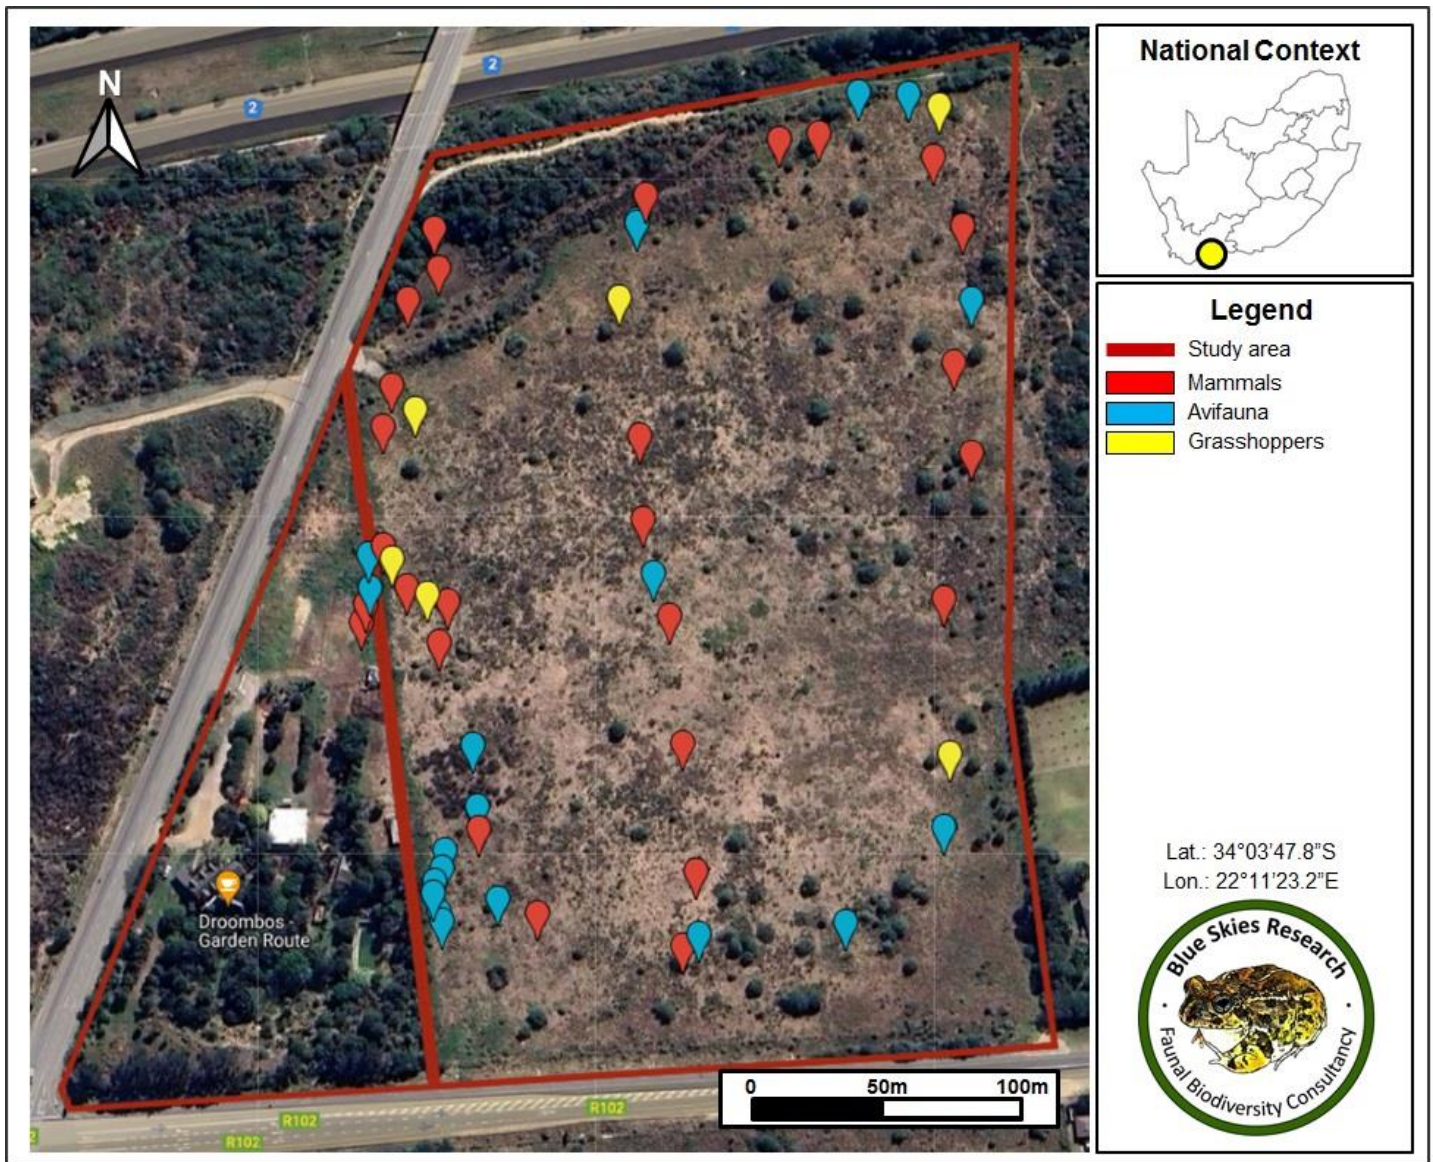 National Context
N
2
2
Legend
Study area
Mammals
Avifauna
Grasshoppers
Lat.: 34°03'47.8"S
Lon.: 22°11'23.2"E
Droombos -
Garden Route
Blue Skies Research
Faunal Biodiversity Consultancy
0 50m 100m
R102
R102
R102
2